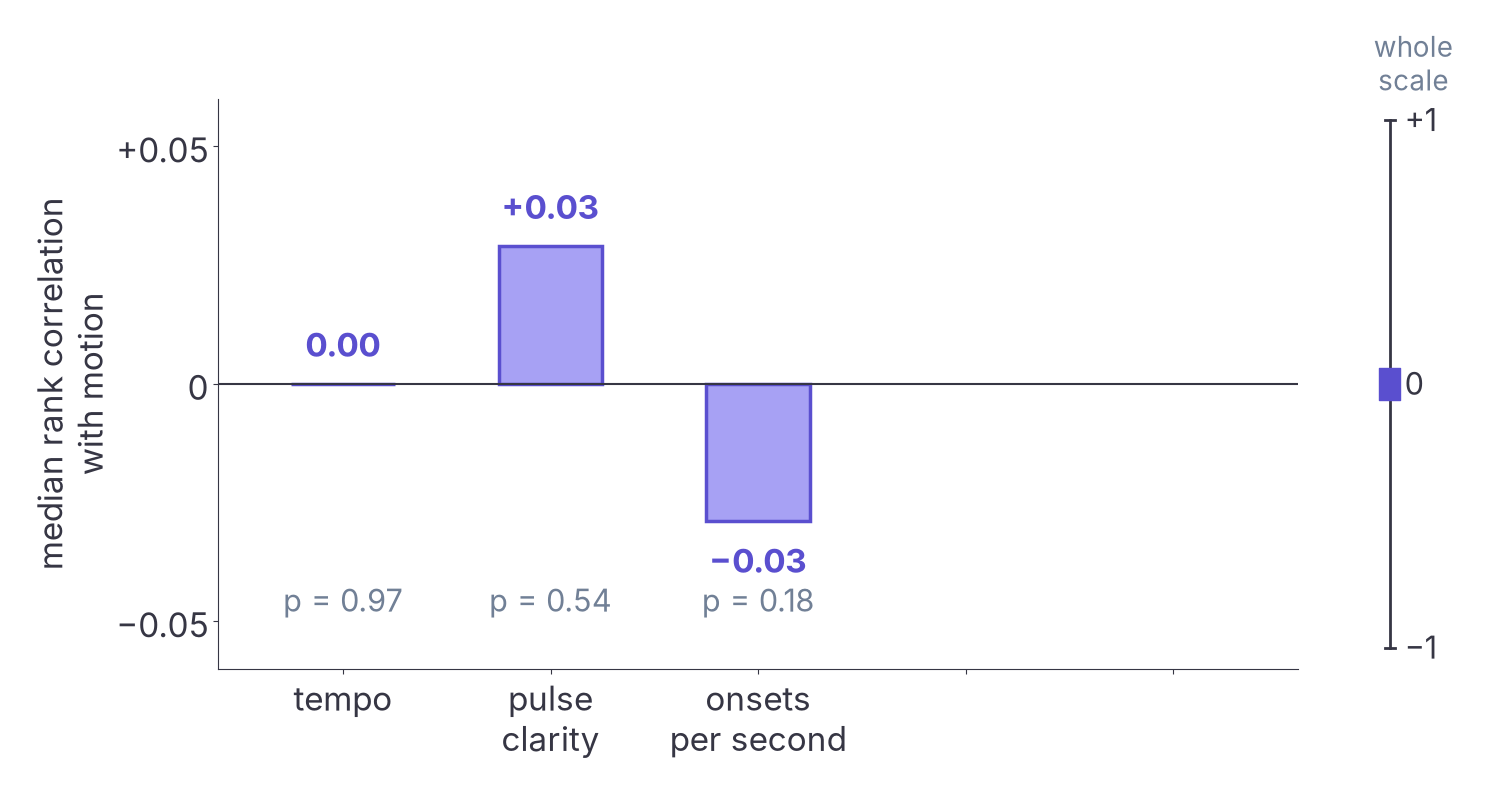 whole
scale
+1
0
−1
median rank correlation
with motion
+0.05
0
−0.05
0.00
+0.03
−0.03
p = 0.97
p = 0.54
p = 0.18
tempo
pulse
clarity
onsets
per second